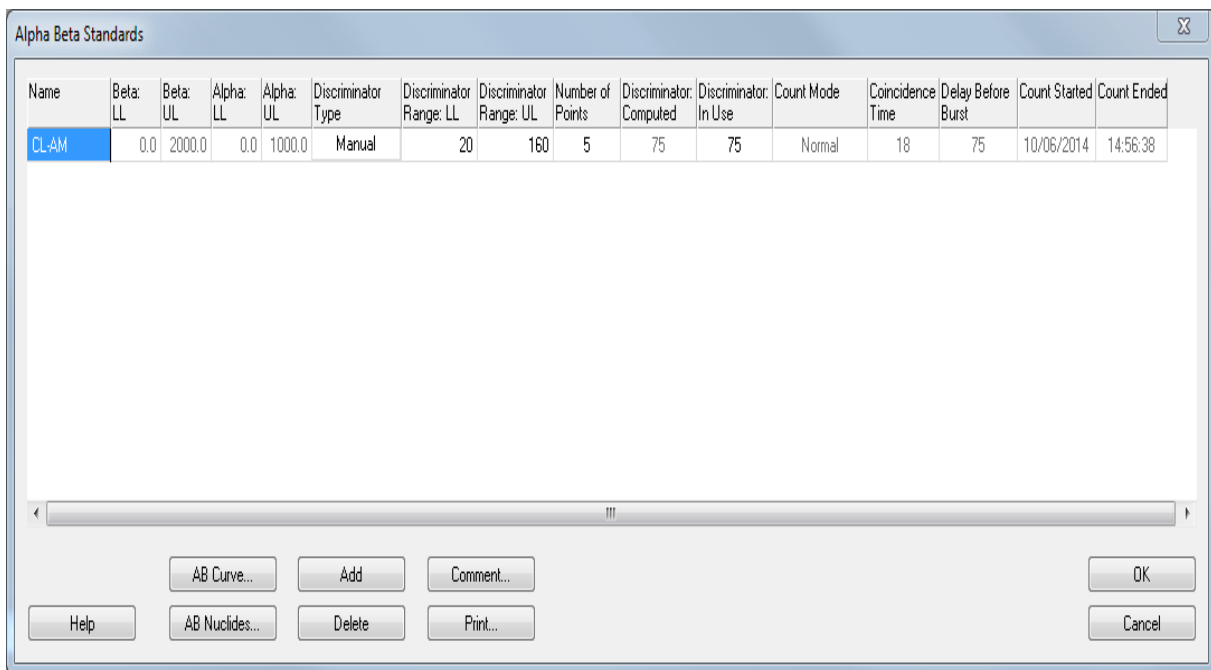 Alpha Beta Standards
Name Beta: Beta: Alpha: Alpha: Discriminator Discriminator Discriminator Number of Discriminator: Discriminator: Count Mode Coincidence Delay Before Count Started Count Ended
LL UL LL UL Type Range: LL Range: UL Points Computed In Use Time Burst
CL-AM 0.0 2000.0 0.0 1000.0 Manual 20 160 5 75 75 Normal 18 75 10/06/2014 14:56:38
AB Curve... Add Comment... OK
Help AB Nuclides... Delete Print... Cancel